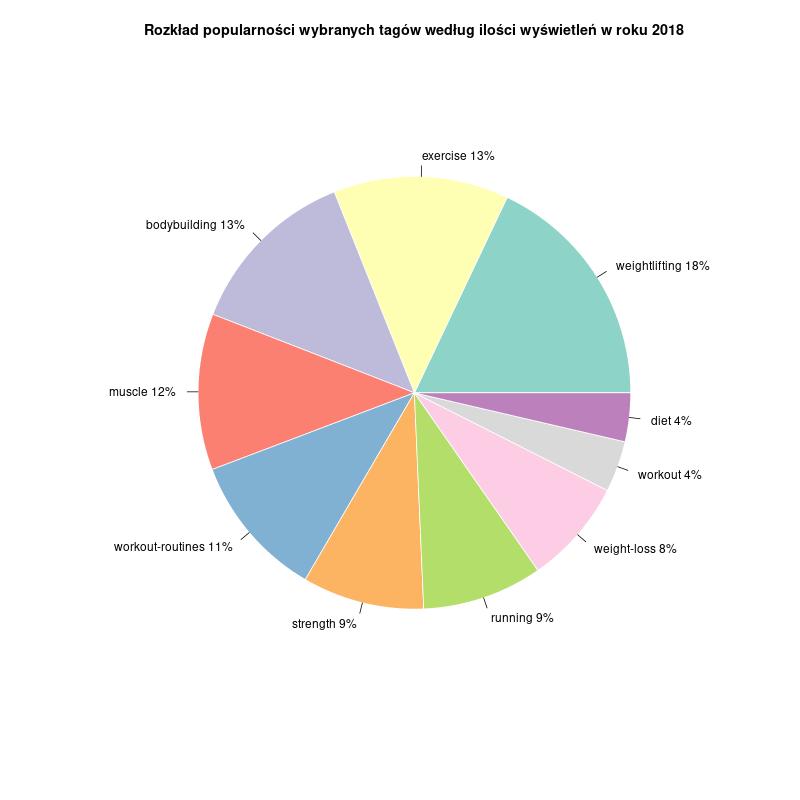 Rozkład popularności wybranych tagów według ilości wyświetleń w roku 2018
exercise 13%
bodybuilding 13%
weightlifting 18%
muscle 12%
diet 4%
workout 4%
workout-routines 11%
weight-loss 8%
strength 9%
running 9%